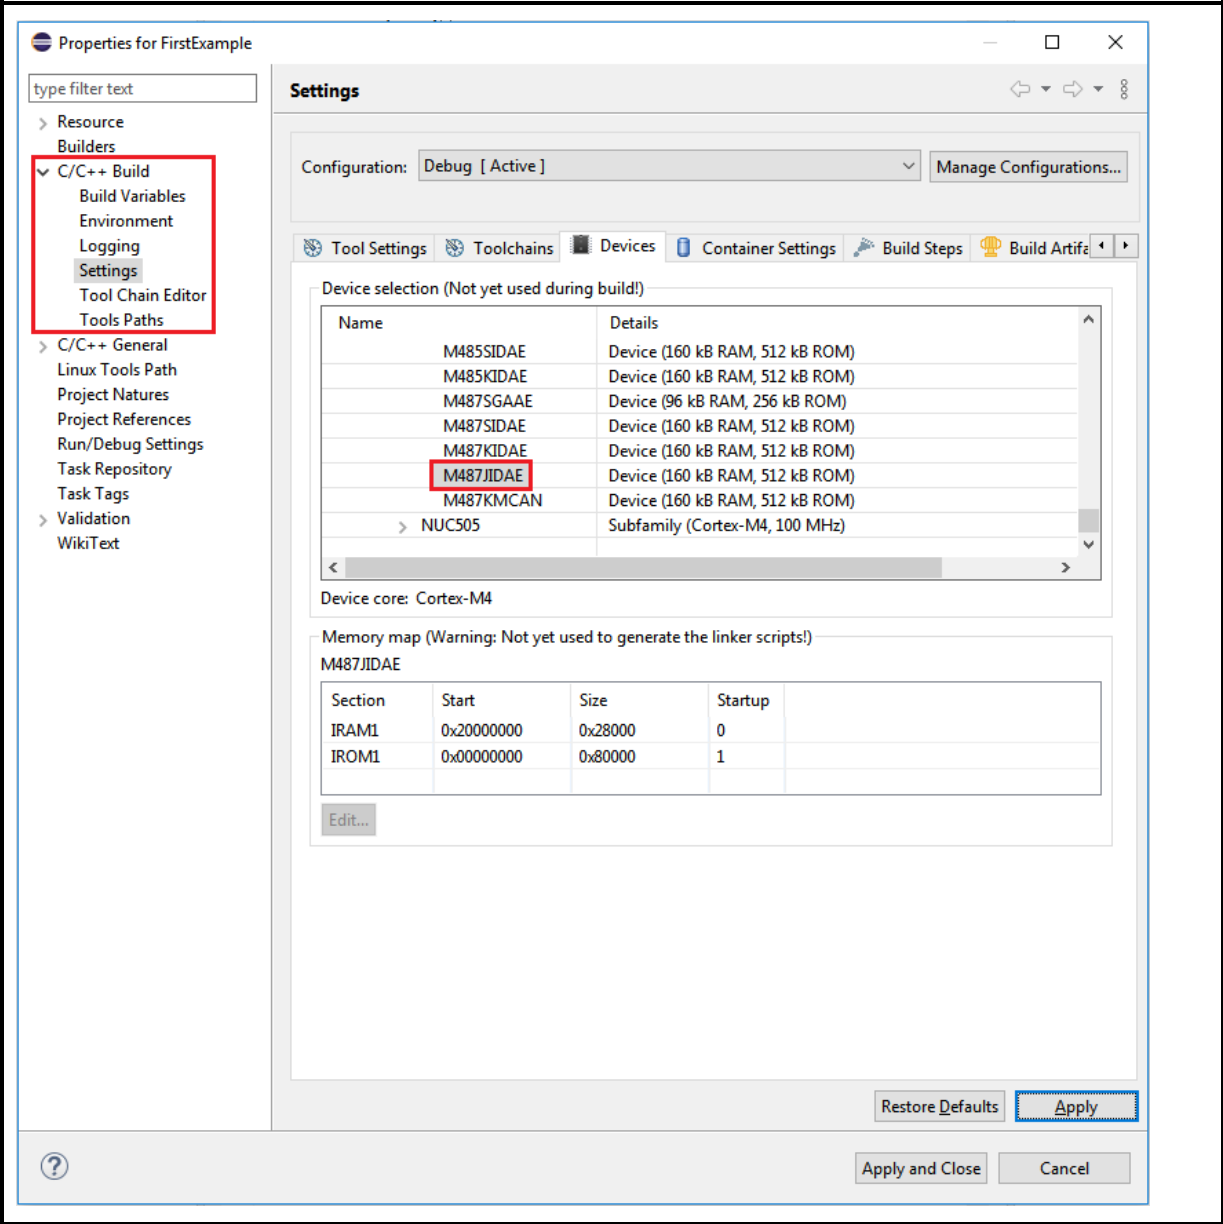 Properties for FirstExample
type filter text
Resource
Builders
C/C++ Build
Build Variables
Environment
Logging
Settings
Tool Chain Editor
Tools Paths
C/C++ General
Linux Tools Path
Project Natures
Project References
Run/Debug Settings
Task Repository
Task Tags
Validation
WikiText
Settings
Configuration: Debug [ Active ] Manage Configurations...
Tool Settings Toolchains Devices Container Settings Build Steps Build Artifa
Device selection (Not yet used during build!)
Name Details
M485SIDAE Device (160 kB RAM, 512 kB ROM)
M485KIDAE Device (160 kB RAM, 512 kB ROM)
M487SGAAE Device (96 kB RAM, 256 kB ROM)
M487SIDAE Device (160 kB RAM, 512 kB ROM)
M487KIDAE Device (160 kB RAM, 512 kB ROM)
M487JIDAE Device (160 kB RAM, 512 kB ROM)
M487KMCAN Device (160 kB RAM, 512 kB ROM)
NUC505 Subfamily (Cortex-M4, 100 MHz)
Device core: Cortex-M4
Memory map (Warning: Not yet used to generate the linker scripts!)
M487JIDAE
Section Start Size Startup
IRAM1 0x20000000 0x28000 0
IROM1 0x00000000 0x80000 1
Edit...
Restore Defaults Apply
Apply and Close Cancel